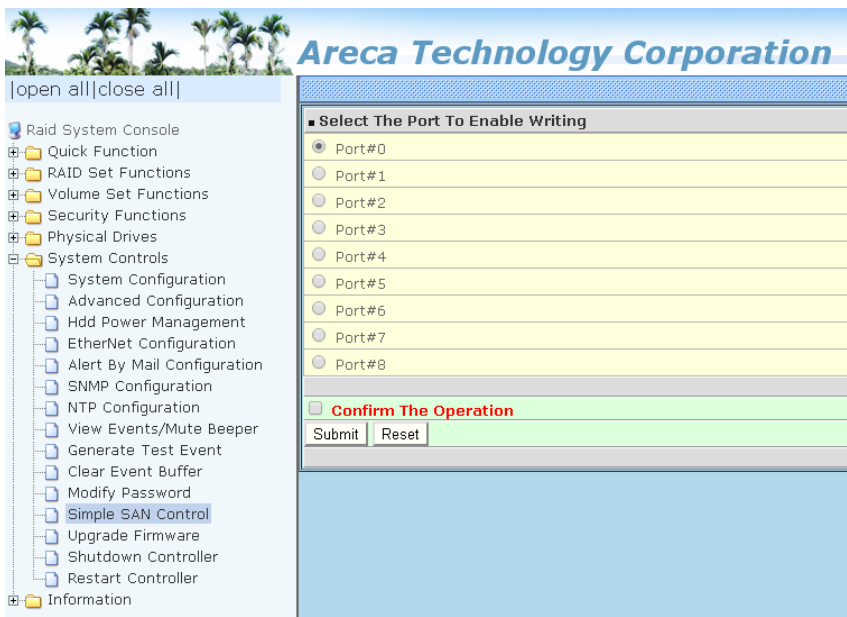 Areca Technology Corporation
|open all|close all|
Raid System Console
Quick Function
RAID Set Functions
Volume Set Functions
Security Functions
Physical Drives
System Controls
System Configuration
Advanced Configuration
Hdd Power Management
EtherNet Configuration
Alert By Mail Configuration
SNMP Configuration
NTP Configuration
View Events/Mute Beeper
Generate Test Event
Clear Event Buffer
Modify Password
Simple SAN Control
Upgrade Firmware
Shutdown Controller
Restart Controller
Information
Select The Port To Enable Writing
Port#0
Port#1
Port#2
Port#3
Port#4
Port#5
Port#6
Port#7
Port#8
Confirm The Operation
Submit Reset